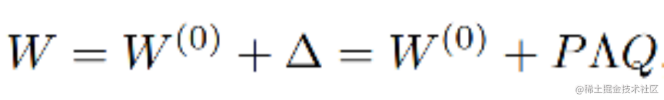 W = W^{(0)} + Δ = W^{(0)} + PΛQ.
@稀土掘金技术社区